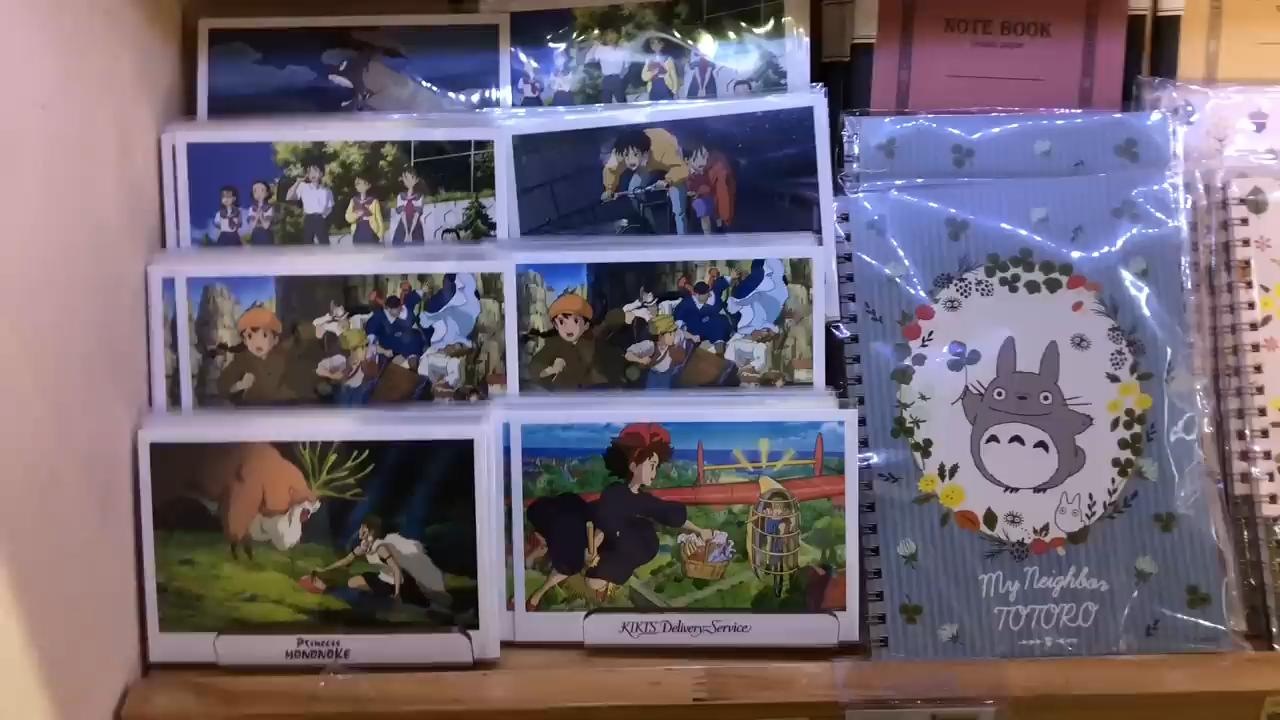 NOTE BOOK
Princess
MONONOKE
KIKI'S Delivery Service
My Neighbor
TOTORO